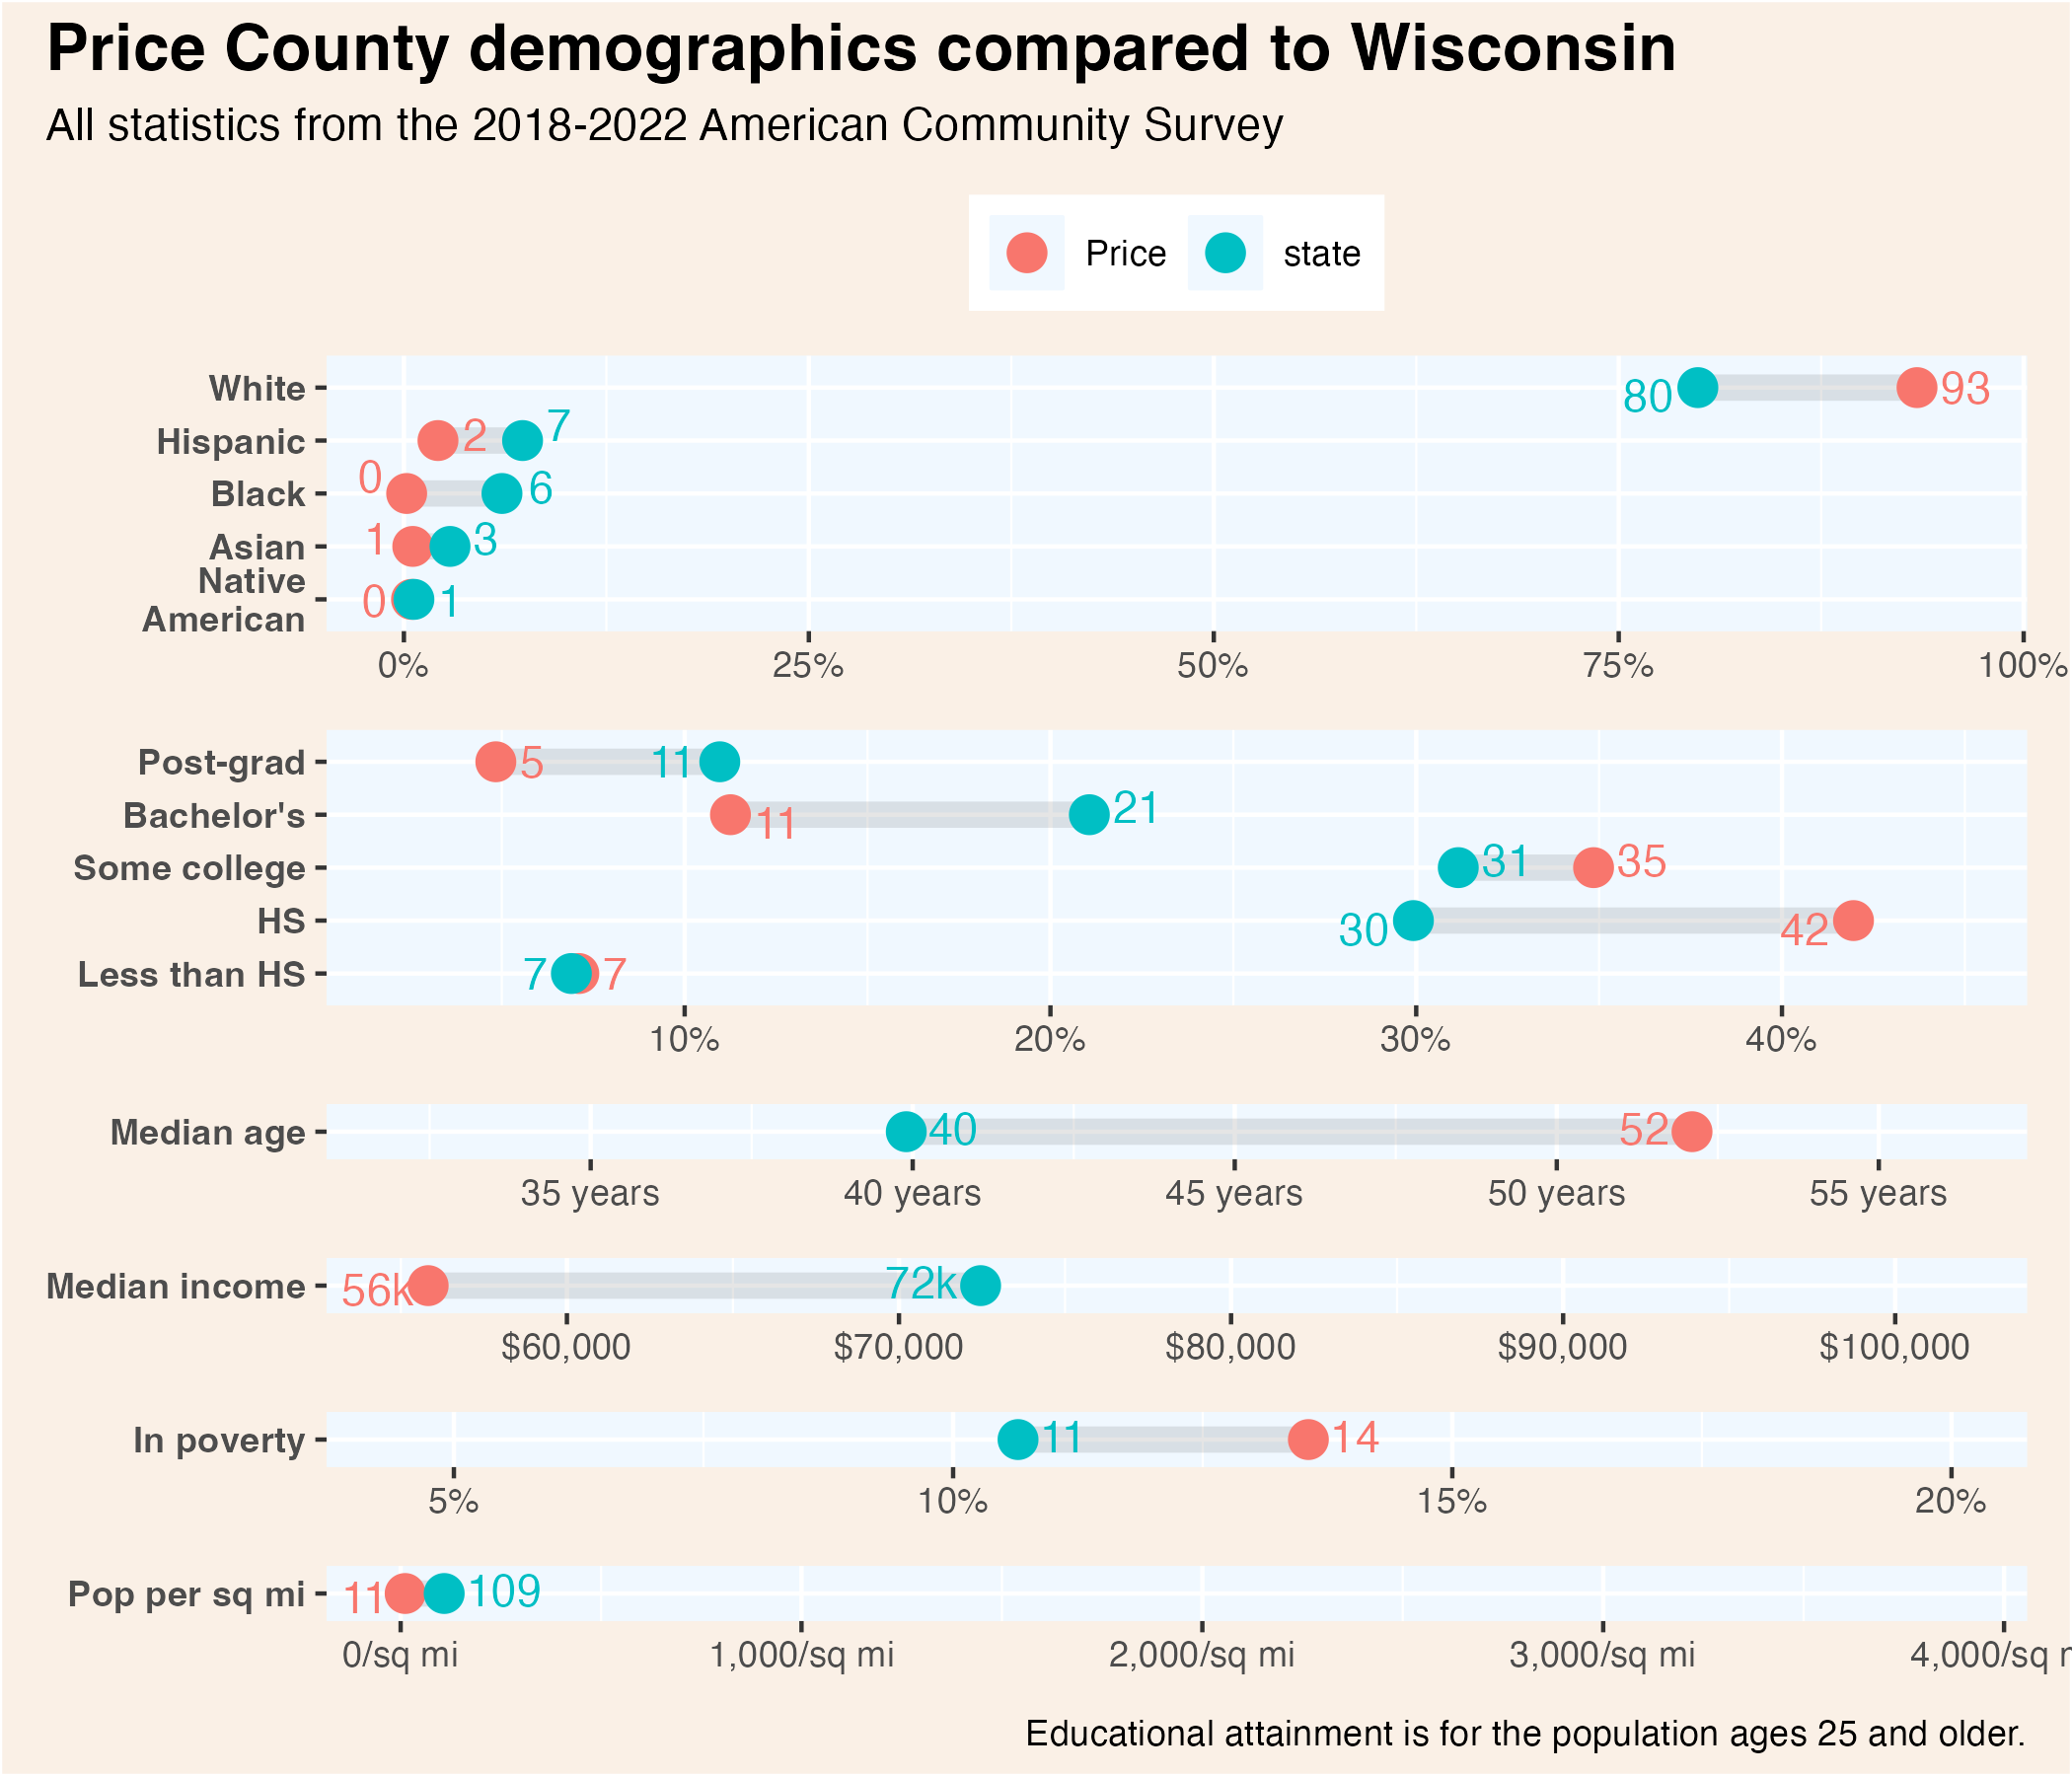 Price County demographics compared to Wisconsin
All statistics from the 2018-2022 American Community Survey
Price state
White 80 93
Hispanic 2 7
Black 0 6
Asian 1 3
Native
American 0 1
0% 25% 50% 75% 100%
Post-grad 5 11
Bachelor's 11 21
Some college 31 35
HS 30 42
Less than HS 7 7
10% 20% 30% 40%
Median age 40 52
35 years 40 years 45 years 50 years 55 years
Median income 56k 72k
$60,000 $70,000 $80,000 $90,000 $100,000
In poverty 11 14
5% 10% 15% 20%
Pop per sq mi 11 109
0/sq mi 1,000/sq mi 2,000/sq mi 3,000/sq mi 4,000/sq
Educational attainment is for the population ages 25 and older.